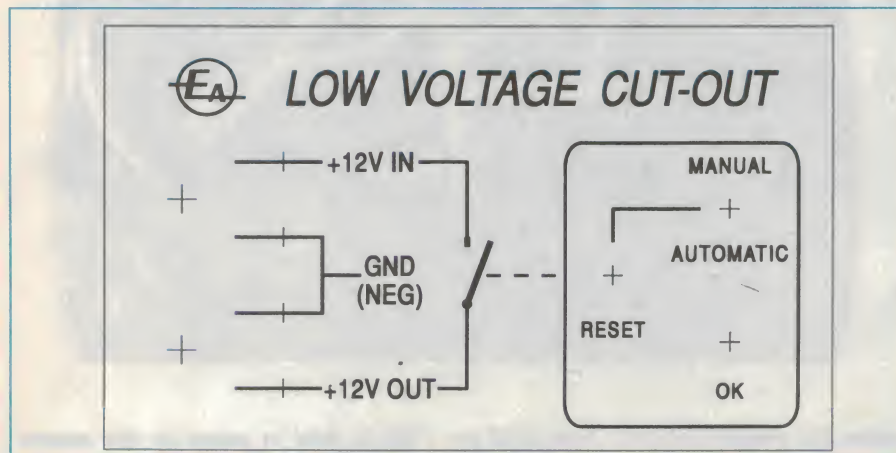 EA LOW VOLTAGE CUT-OUT
+12V IN
GND
(NEG)
+12V OUT
MANUAL
AUTOMATIC
RESET
OK